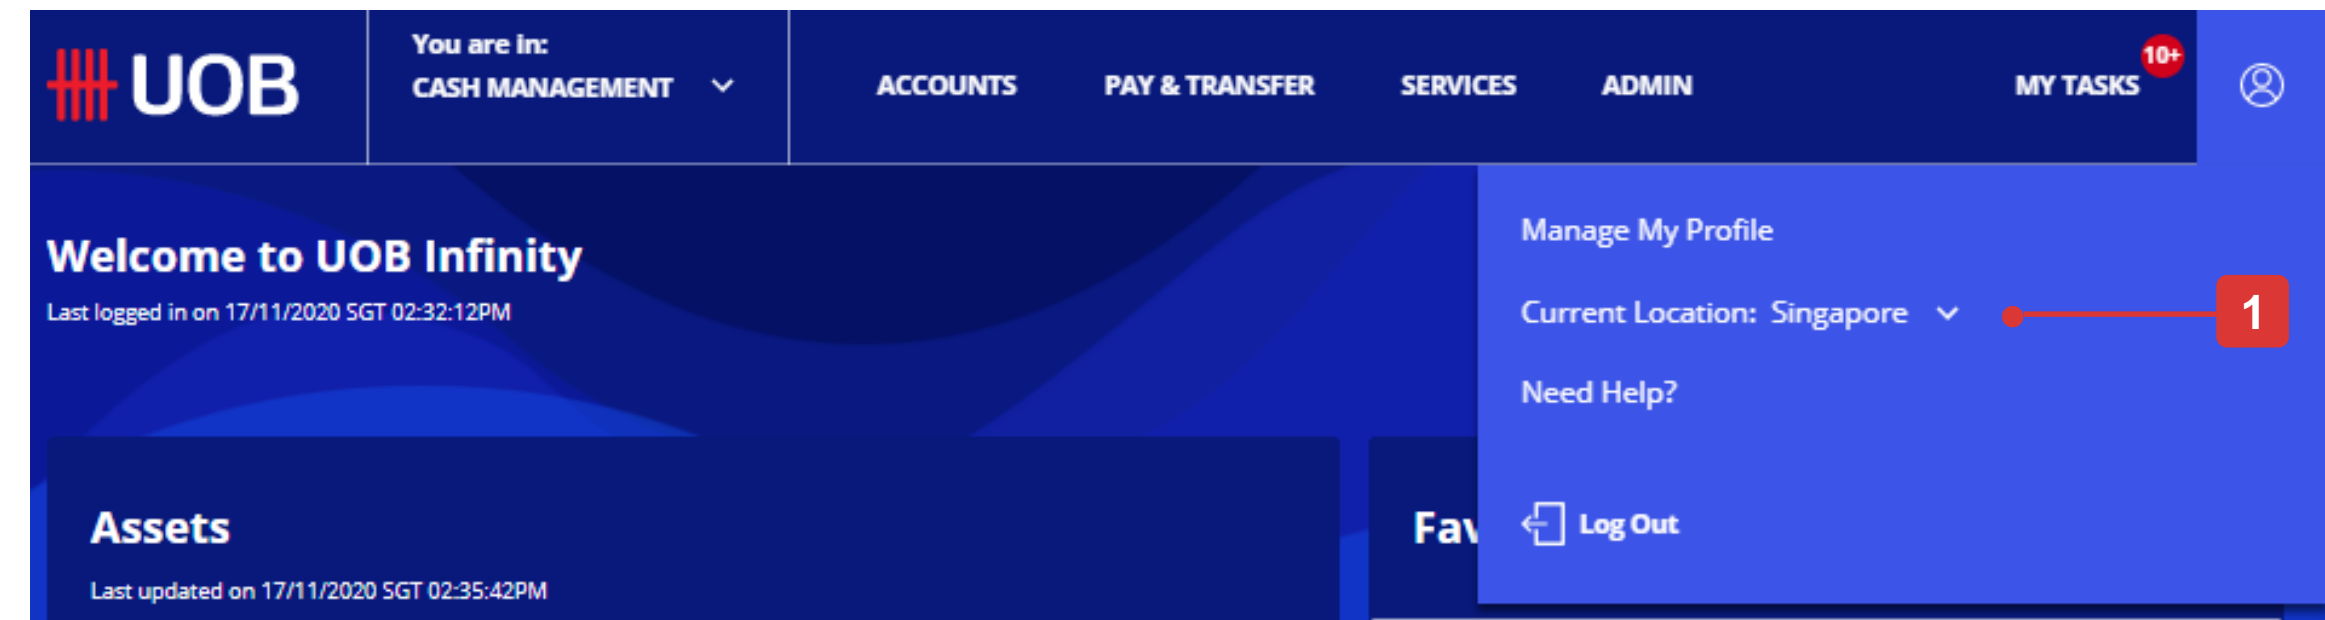 UOB
You are in:
CASH MANAGEMENT
ACCOUNTS
PAY & TRANSFER
SERVICES
ADMIN
MY TASKS
10+
Welcome to UOB Infinity
Last logged in on 17/11/2020 SGT 02:32:12PM
Manage My Profile
Current Location: Singapore
1
Need Help?
Log Out
Assets
Last updated on 17/11/2020 SGT 02:35:42PM
Fav